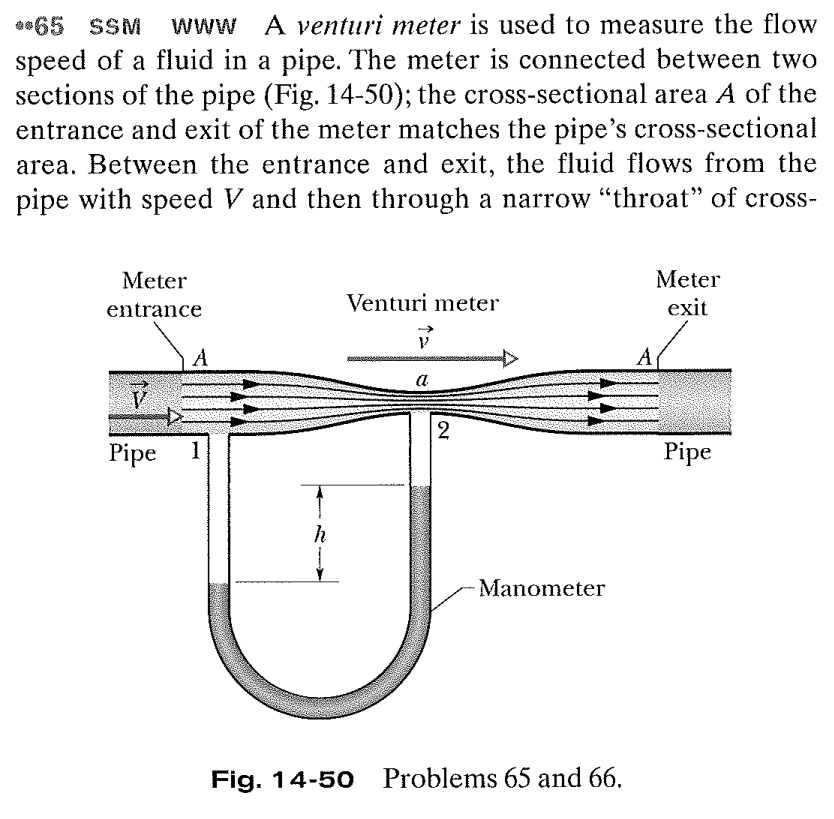 ••65 SSM WWW A venturi meter is used to measure the flow
speed of a fluid in a pipe. The meter is connected between two
sections of the pipe (Fig. 14-50); the cross-sectional area A of the
entrance and exit of the meter matches the pipe's cross-sectional
area. Between the entrance and exit, the fluid flows from the
pipe with speed V and then through a narrow “throat” of cross-
Meter
entrance
Venturi meter
Meter
exit
v⃗
A
a
A
V⃗
Pipe
1
2
Pipe
h
Manometer
Fig. 14-50 Problems 65 and 66.